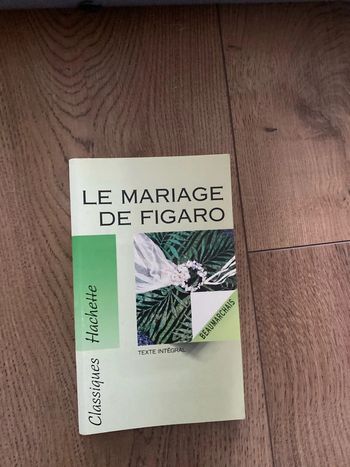 LE MARIAGE
DE FIGARO
BEAUMARCHAIS
TEXTE INTÉGRAL
Classiques Hachette